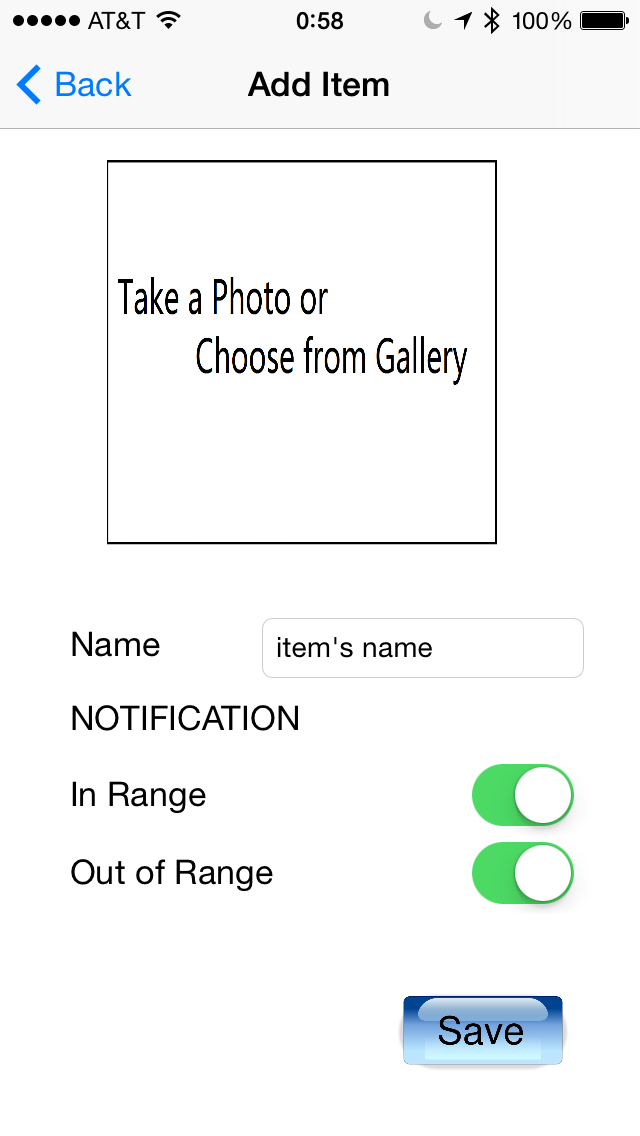 AT&T 0:58 100%
Back Add Item
Take a Photo or
Choose from Gallery
Name item's name
NOTIFICATION
In Range
Out of Range
Save